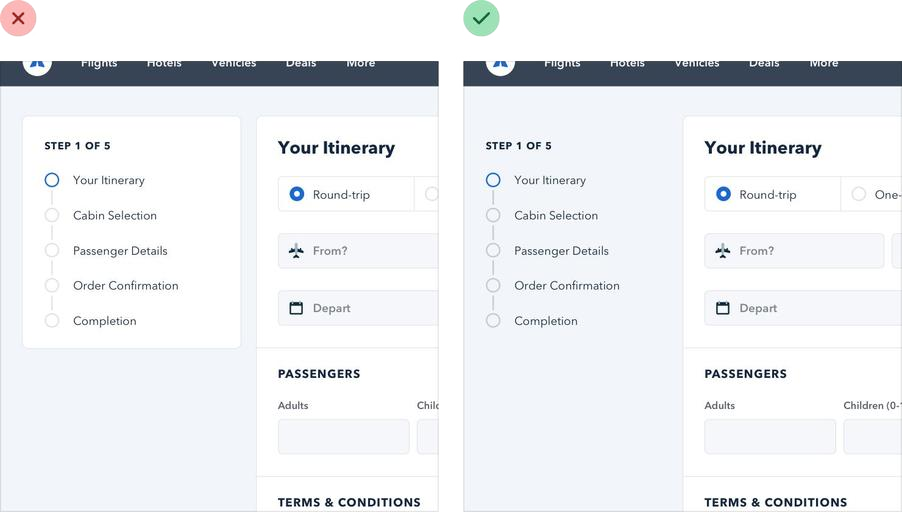 Flights Hotels Vehicles Deals More
STEP 1 OF 5
Your Itinerary
Cabin Selection
Passenger Details
Order Confirmation
Completion
Your Itinerary
Round-trip
From?
Depart
PASSENGERS
Adults
TERMS & CONDITIONS
Flights Hotels Vehicles Deals More
STEP 1 OF 5
Your Itinerary
Cabin Selection
Passenger Details
Order Confirmation
Completion
Your Itinerary
Round-trip One-
From?
Depart
PASSENGERS
Adults Children (0-
TERMS & CONDITIONS